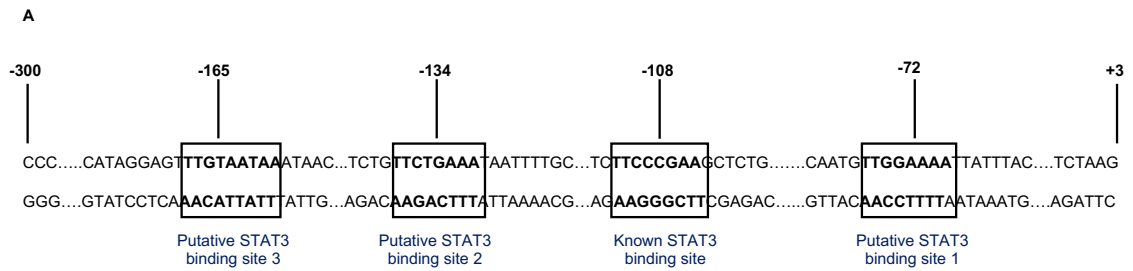 A
-300 -165 -134 -108 -72 +3
CCC.....CATAGGAGTTTGTAATAAATAAC...TCTGTTCTGAAATAATTTTGC...TCTTCCCGAAGCTCTG.......CAATGTTGGAAAATTATTTAC....TCTAAG
GGG....GTATCCTCAAACATTATTTATTG...AGACAAGACTTTATTAAAACG...AGAAGGGCTTCGAGAC......GTTACAACCTTTTAATAAATG....AGATTC
Putative STAT3 Putative STAT3 Known STAT3 Putative STAT3
binding site 3 binding site 2 binding site binding site 1